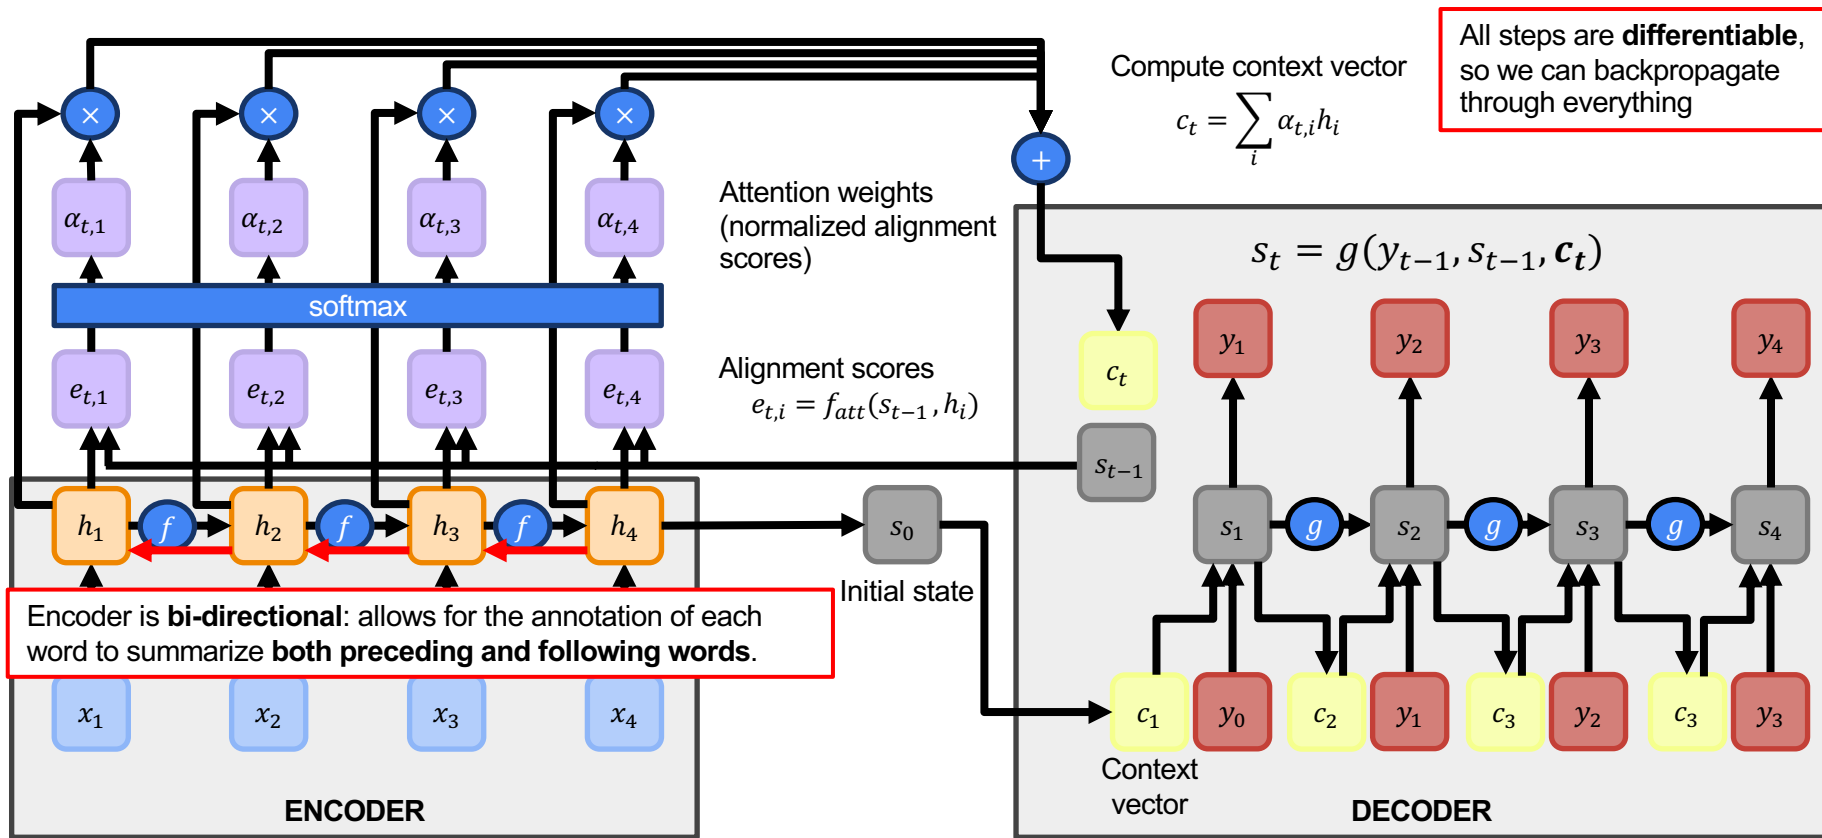 All steps are differentiable,
so we can backpropagate
through everything
Compute context vector
c_t = ∑_i α_{t,i} h_i
× × × ×
+
α_{t,1} α_{t,2} α_{t,3} α_{t,4}
Attention weights
(normalized alignment
scores)
softmax
e_{t,1} e_{t,2} e_{t,3} e_{t,4}
Alignment scores
e_{t,i} = f_{att}(s_{t−1}, h_i)
h_1 f h_2 f h_3 f h_4
s_0
Initial state
Encoder is bi-directional: allows for the annotation of each
word to summarize both preceding and following words.
x_1 x_2 x_3 x_4
ENCODER
s_t = g(y_{t−1}, s_{t−1}, c_t)
c_t
s_{t−1}
y_1 y_2 y_3 y_4
s_1 g s_2 g s_3 g s_4
c_1 y_0 c_2 y_1 c_3 y_2 c_3 y_3
Context
vector
DECODER